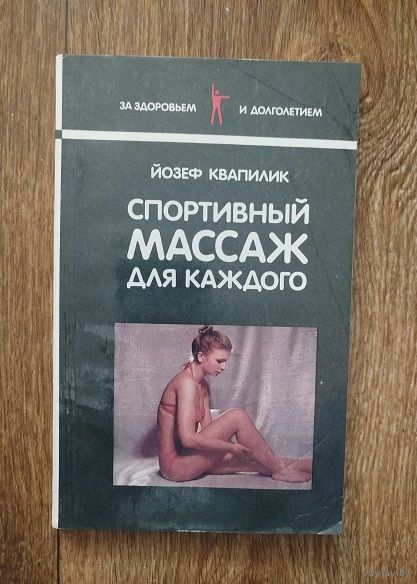 ЗА ЗДОРОВЬЕМ И ДОЛГОЛЕТИЕМ
ЙОЗЕФ КВАПИЛИК
СПОРТИВНЫЙ
МАССАЖ
ДЛЯ КАЖДОГО